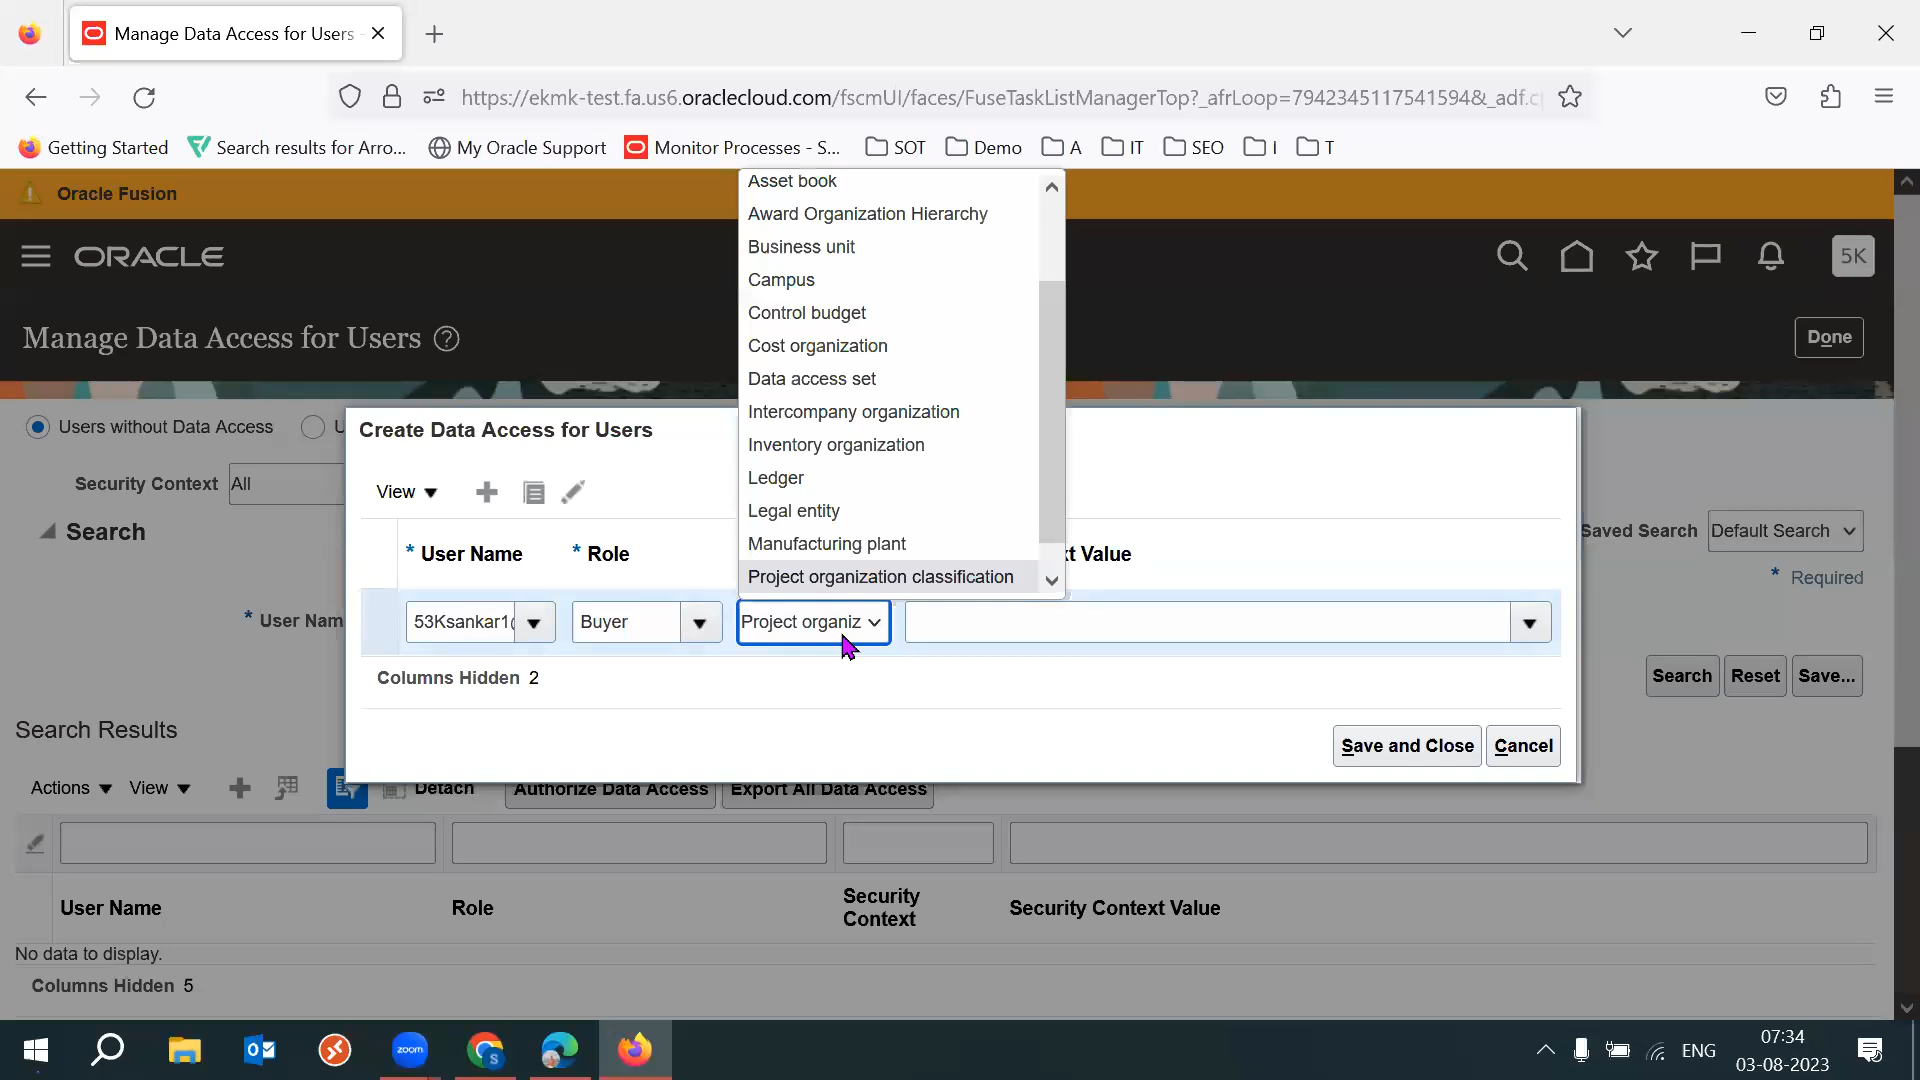 Manage Data Access for Users
https://ekmk-test.fa.us6.oraclecloud.com/fscmUI/faces/FuseTaskListManagerTop?_afrLoop=7942345117541594&_adf.c
Getting Started
Search results for Arro...
My Oracle Support
Monitor Processes - S...
SOT
Demo
A
IT
SEO
I
T
Oracle Fusion
ORACLE
5K
Manage Data Access for Users
Done
Asset book
Award Organization Hierarchy
Business unit
Campus
Control budget
Cost organization
Data access set
Intercompany organization
Inventory organization
Ledger
Legal entity
Manufacturing plant
Project organization classification
Users without Data Access
U
Security Context All
Search
Saved Search Default Search
* Required
* User Nam
Search Reset Save...
Create Data Access for Users
View
* User Name * Role xt Value
53Ksankar1 Buyer Project organiz
Columns Hidden 2
Save and Close Cancel
Search Results
Actions View Detach Authorize Data Access Export All Data Access
User Name Role Security Context Security Context Value
No data to display.
Columns Hidden 5
zoom
S
ENG
07:34
03-08-2023